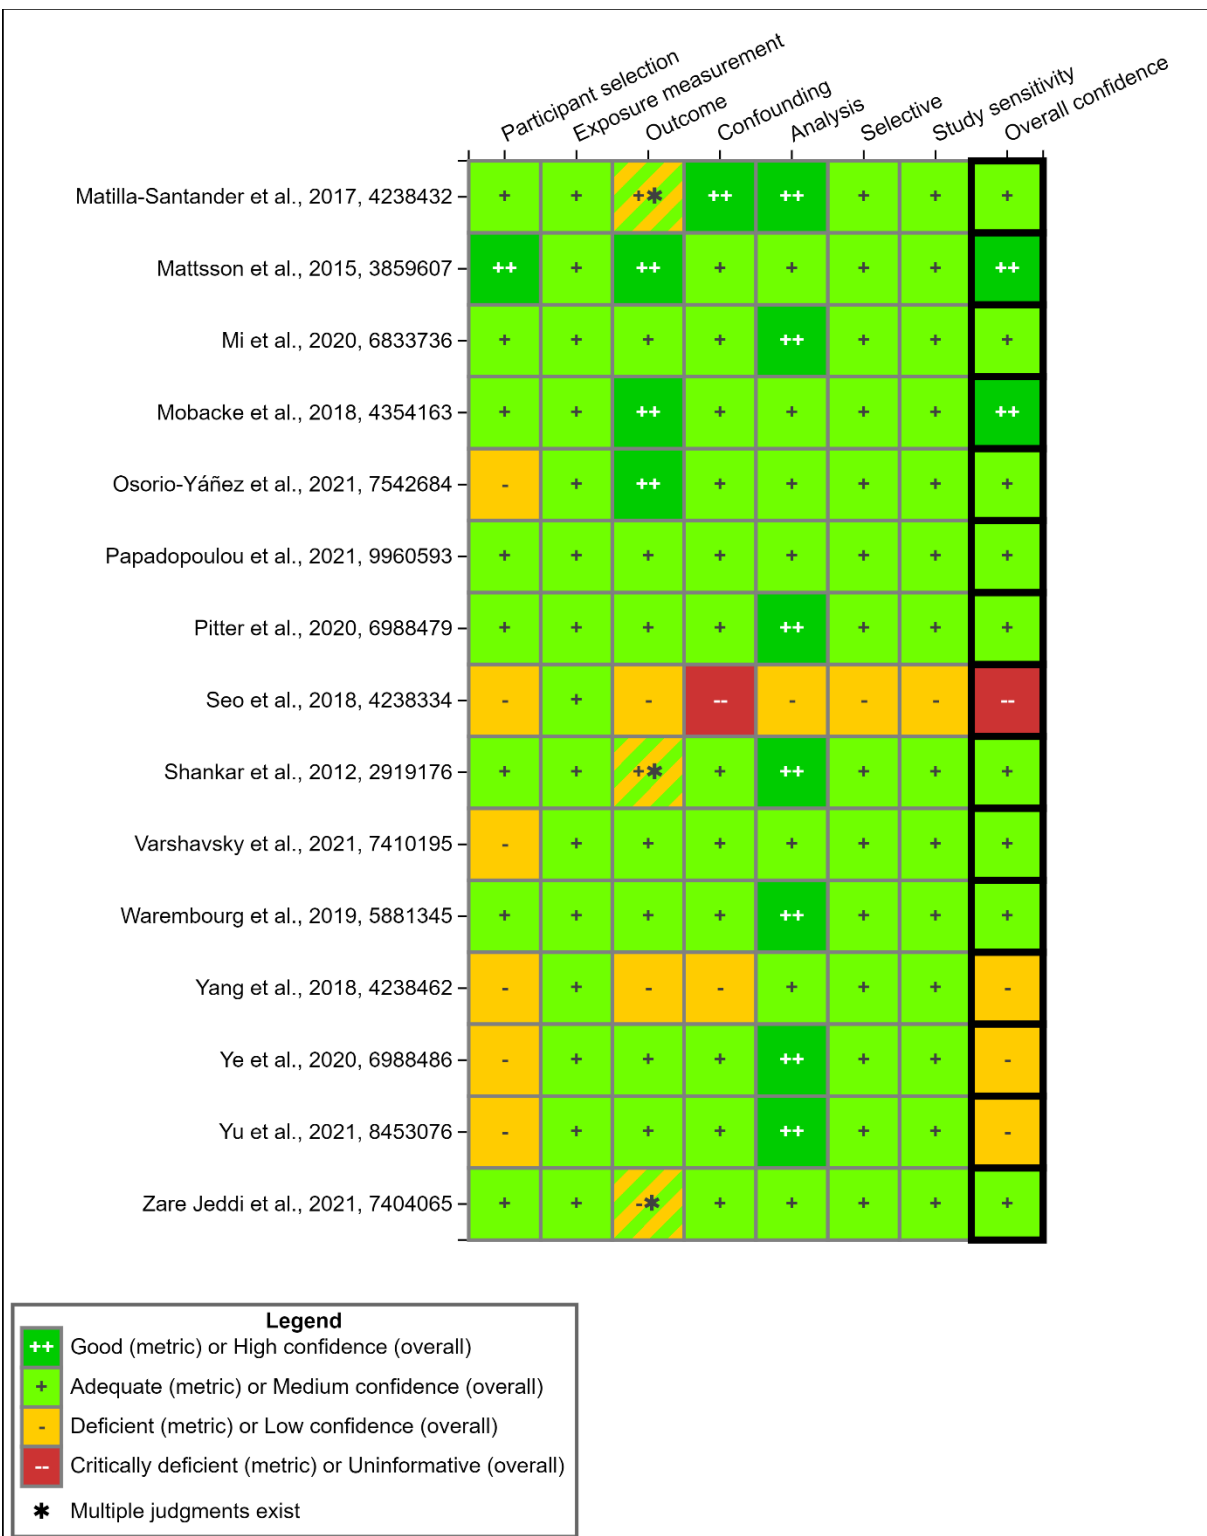 Participant selection
Exposure measurement
Outcome
Confounding
Analysis
Selective
Study sensitivity
Overall confidence
Matilla-Santander et al., 2017, 4238432 + + +✱ ++ ++ + + +
Mattsson et al., 2015, 3859607 ++ + ++ + + + + ++
Mi et al., 2020, 6833736 + + + + ++ + + +
Mobacke et al., 2018, 4354163 + + ++ + + + + ++
Osorio-Yáñez et al., 2021, 7542684 - + ++ + + + + +
Papadopoulou et al., 2021, 9960593 + + + + + + + +
Pitter et al., 2020, 6988479 + + + + ++ + + +
Seo et al., 2018, 4238334 - + - -- - - - --
Shankar et al., 2012, 2919176 + + +✱ + ++ + + +
Varshavsky et al., 2021, 7410195 - + + + + + + +
Warembourg et al., 2019, 5881345 + + + + ++ + + +
Yang et al., 2018, 4238462 - + - - + + + -
Ye et al., 2020, 6988486 - + + + ++ + + -
Yu et al., 2021, 8453076 - + + + ++ + + -
Zare Jeddi et al., 2021, 7404065 + + -✱ + + + + +
Legend
++ Good (metric) or High confidence (overall)
+ Adequate (metric) or Medium confidence (overall)
- Deficient (metric) or Low confidence (overall)
-- Critically deficient (metric) or Uninformative (overall)
✱ Multiple judgments exist